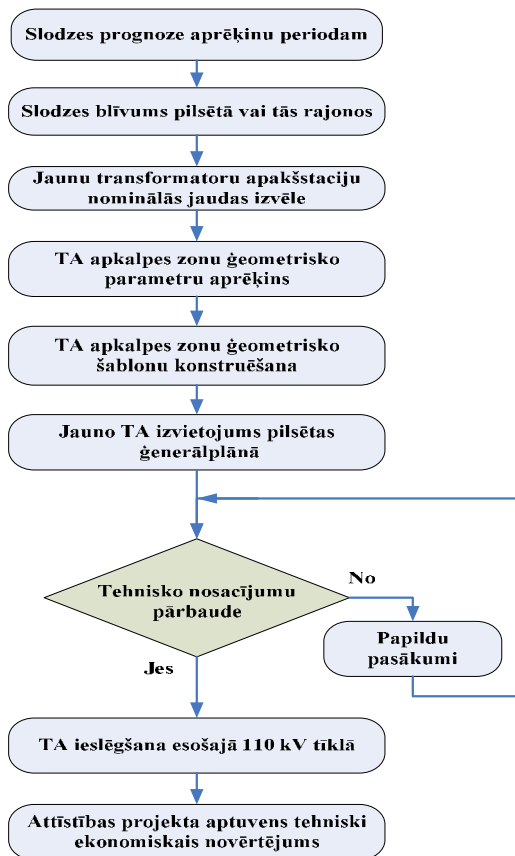 Slodzes prognoze aprēķinu periodam
Slodzes blīvums pilsētā vai tās rajonos
Jaunu transformatoru apakšstaciju
nominālās jaudas izvēle
TA apkalpes zonu ģeometrisko
parametru aprēķins
TA apkalpes zonu ģeometrisko
šablonu konstruēšana
Jauno TA izvietojums pilsētas
ģenerālplānā
Tehnisko nosacījumu
pārbaude
No
Papildu
pasākumi
Jes
TA ieslēgšana esošajā 110 kV tīklā
Attīstības projekta aptuvens tehniski
ekonomiskais novērtējums